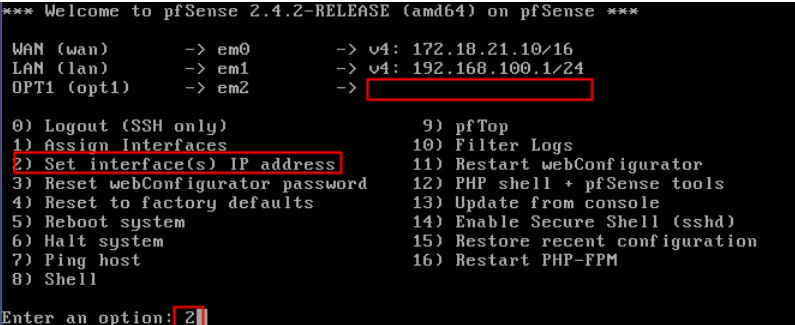 *** Welcome to pfSense 2.4.2-RELEASE (amd64) on pfSense ***
WAN (wan) -> em0 -> v4: 172.18.21.10/16
LAN (lan) -> em1 -> v4: 192.168.100.1/24
OPT1 (opt1) -> em2 ->
0) Logout (SSH only) 9) pfTop
1) Assign Interfaces 10) Filter Logs
2) Set interface(s) IP address 11) Restart webConfigurator
3) Reset webConfigurator password 12) PHP shell + pfSense tools
4) Reset to factory defaults 13) Update from console
5) Reboot system 14) Enable Secure Shell (sshd)
6) Halt system 15) Restore recent configuration
7) Ping host 16) Restart PHP-FPM
8) Shell
Enter an option: 2